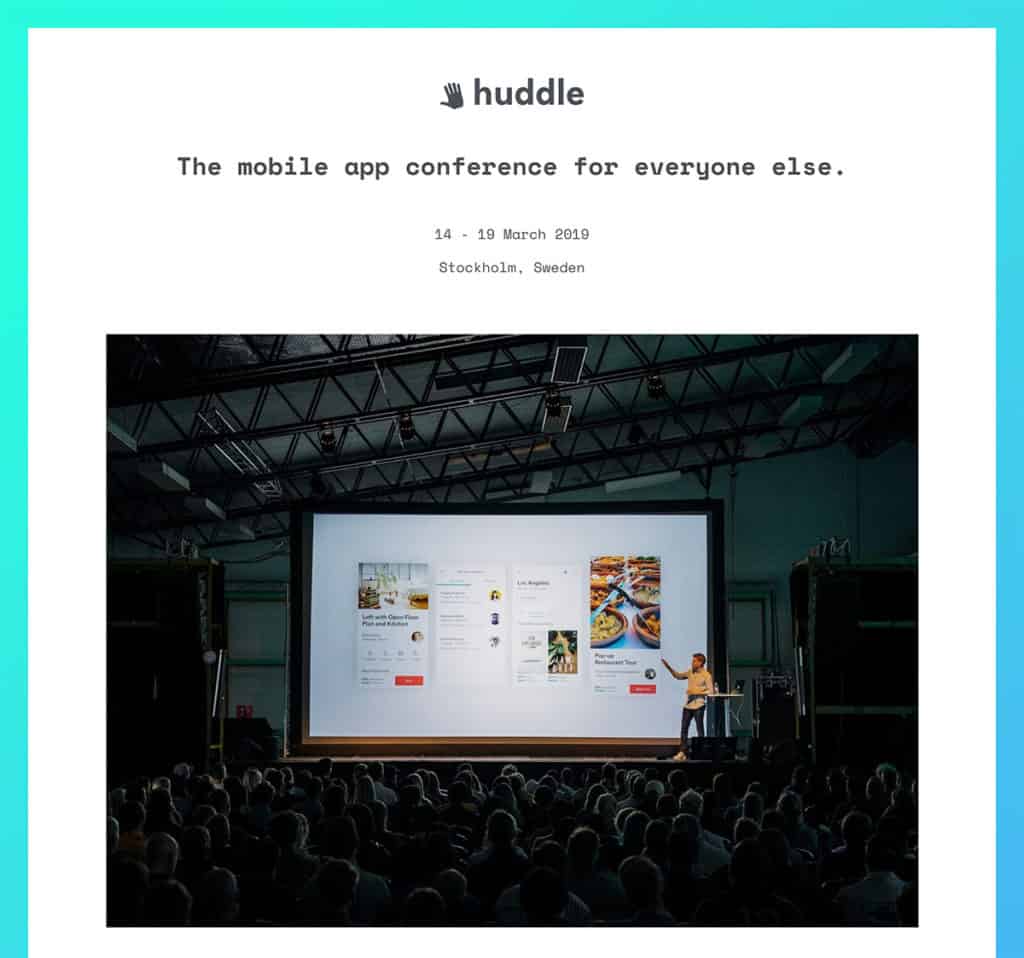 huddle
The mobile app conference for everyone else.
14 - 19 March 2019
Stockholm, Sweden
Los Angeles
Loft with Open Floor
Plan and Kitchen
Pop-up
Restaurant Tour